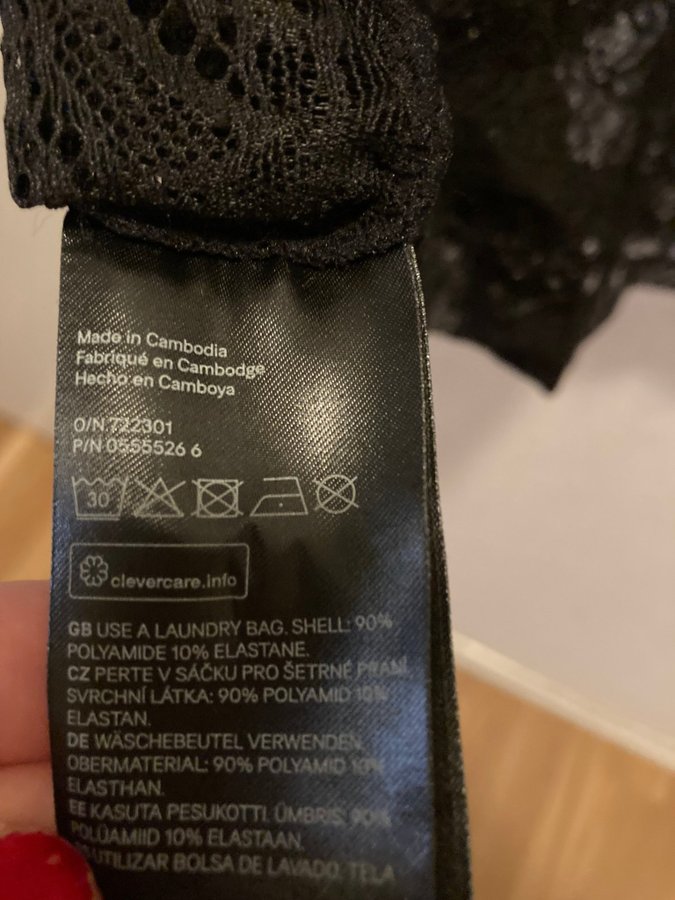 Made in Cambodia
Fabriqué en Cambodge
Hecho en Camboya
O/N 722301
P/N 0555526 6
30
clevercare.info
GB USE A LAUNDRY BAG. SHELL: 90%
POLYAMIDE 10% ELASTANE.
CZ PERTE V SÁČKU PRO ŠETRNÉ PRANÍ.
SVRCHNÍ LÁTKA: 90% POLYAMID 10%
ELASTAN.
DE WÄSCHEBEUTEL VERWENDEN.
OBERMATERIAL: 90% POLYAMID 10%
ELASTHAN.
EE KASUTA PESUKOTTI. ÜMBRIS: 90%
POLÜAMIID 10% ELASTAAN.
UTILIZAR BOLSA DE LAVADO. TELA